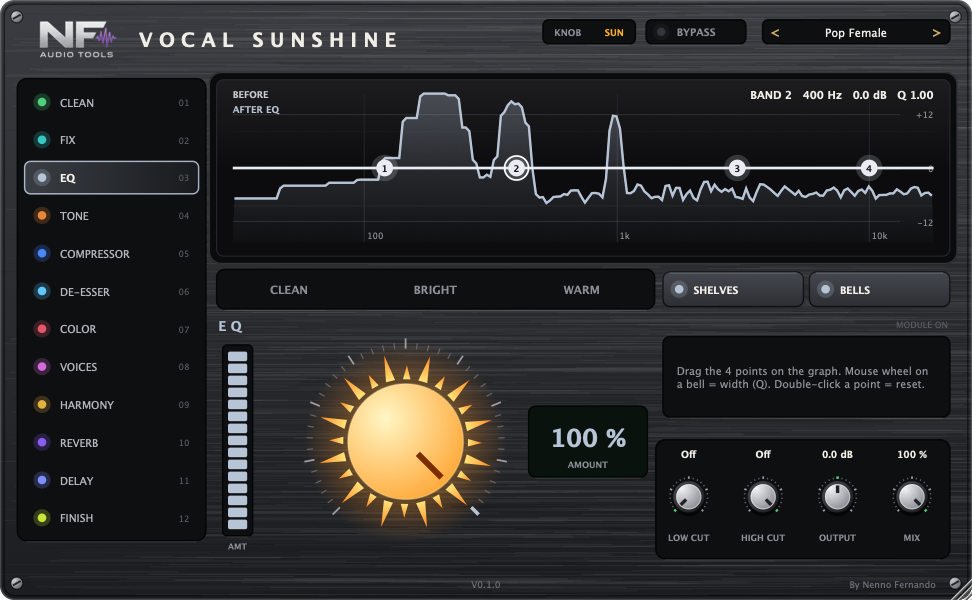 NF
AUDIO TOOLS
VOCAL SUNSHINE
KNOB SUN
BYPASS
< Pop Female >
CLEAN 01
FIX 02
EQ 03
TONE 04
COMPRESSOR 05
DE-ESSER 06
COLOR 07
VOICES 08
HARMONY 09
REVERB 10
DELAY 11
FINISH 12
BEFORE
AFTER EQ
BAND 2 400 Hz 0.0 dB Q 1.00
+12
0
−12
1 2 3 4
100 1k 10k
CLEAN BRIGHT WARM
SHELVES
BELLS
EQ
MODULE ON
AMT
100 %
AMOUNT
Drag the 4 points on the graph. Mouse wheel on
a bell = width (Q). Double-click a point = reset.
Off Off 0.0 dB 100 %
LOW CUT HIGH CUT OUTPUT MIX
V0.1.0
By Nenno Fernando